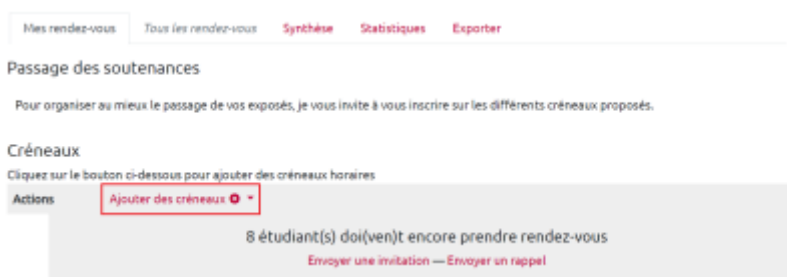 Mes rendez-vous Tous les rendez-vous Synthèse Statistiques Exporter
Passage des soutenances
Pour organiser au mieux le passage de vos exposés, je vous invite à vous inscrire sur les différents créneaux proposés.
Créneaux
Cliquez sur le bouton ci-dessous pour ajouter des créneaux horaires
Actions Ajouter des créneaux
8 étudiant(s) doi(ven)t encore prendre rendez-vous
Envoyer une invitation — Envoyer un rappel